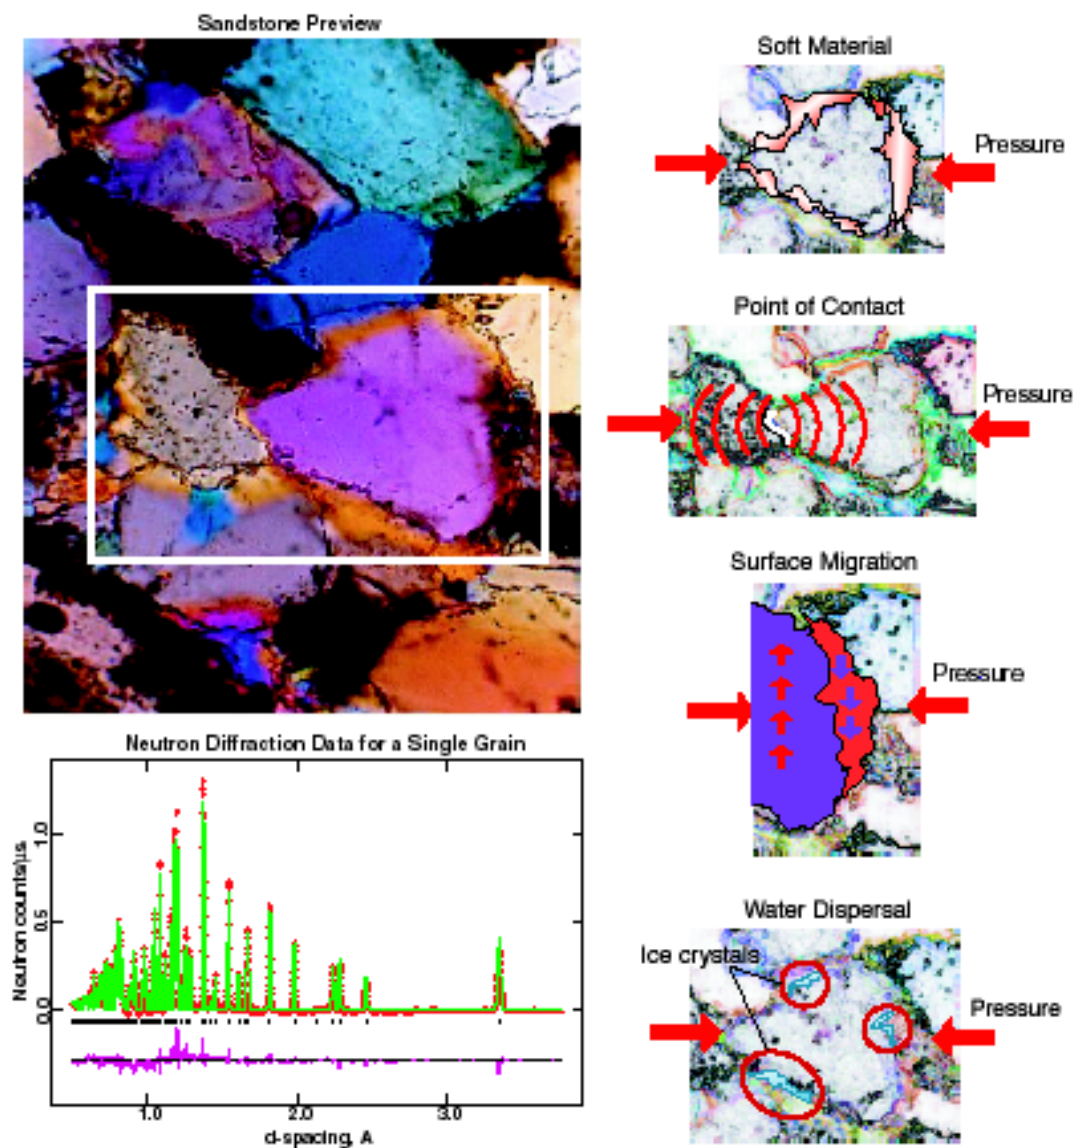 Sandstone Preview
Soft Material
Pressure
Point of Contact
Pressure
Surface Migration
Pressure
Neutron Diffraction Data for a Single Grain
Neutron counts/µs.
1.0
0.5
0.0
1.0
2.0
3.0
d-spacing, A
Water Dispersal
Ice crystals
Pressure